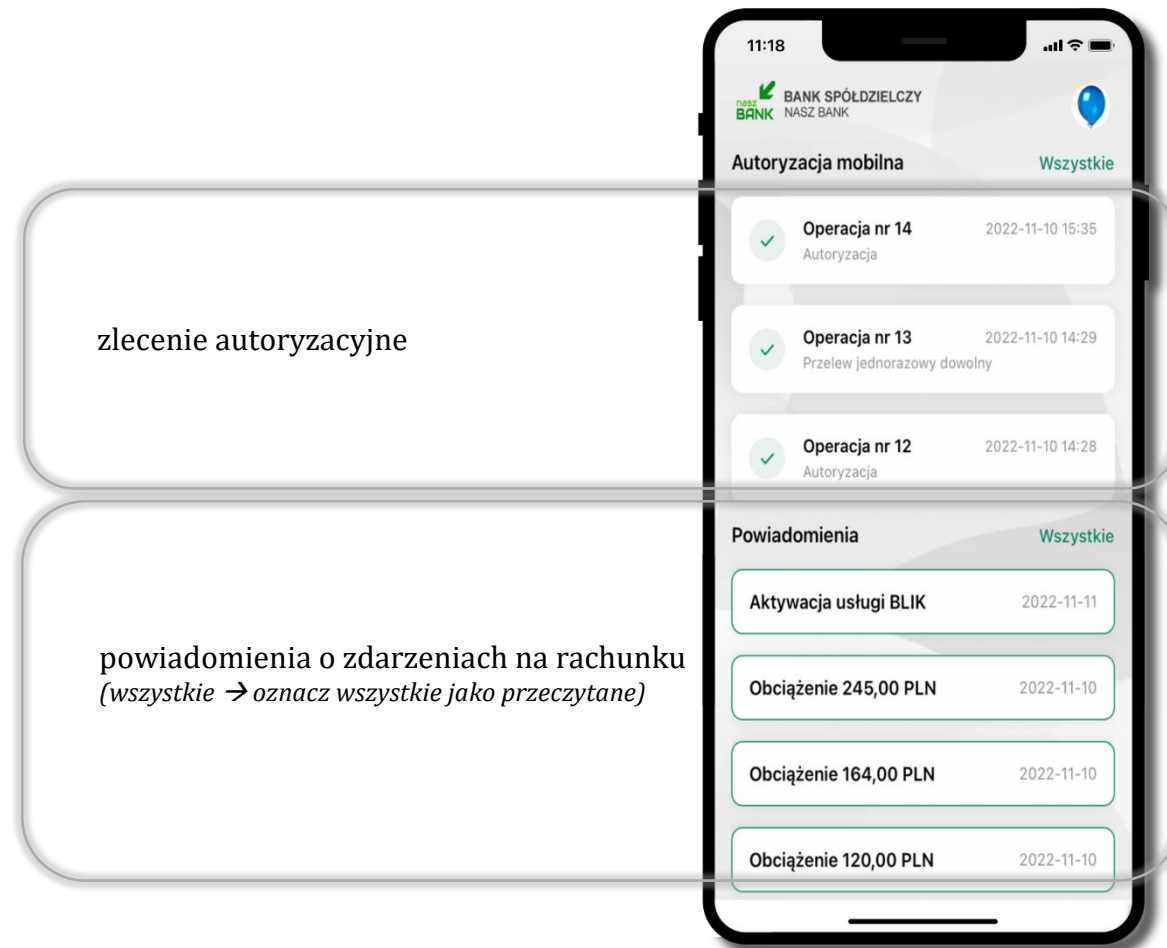 11:18
nasz BANK
BANK SPÓŁDZIELCZY
NASZ BANK
Autoryzacja mobilna Wszystkie
Operacja nr 14 2022-11-10 15:35
Autoryzacja
zlecenie autoryzacyjne
Operacja nr 13 2022-11-10 14:29
Przelew jednorazowy dowolny
Operacja nr 12 2022-11-10 14:28
Autoryzacja
Powiadomienia Wszystkie
Aktywacja usługi BLIK 2022-11-11
powiadomienia o zdarzeniach na rachunku
(wszystkie → oznacz wszystkie jako przeczytane)
Obciążenie 245,00 PLN 2022-11-10
Obciążenie 164,00 PLN 2022-11-10
Obciążenie 120,00 PLN 2022-11-10